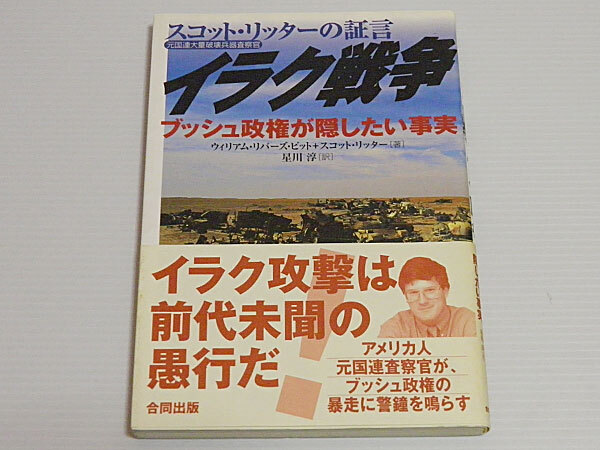 スコット・リッターの証言
元国連大量破壊兵器査察官
イラク戦争
ブッシュ政権が隠したい事実
ウィリアム・リバーズ・ピット+スコット・リッター[著]
星川 淳[訳]
イラク攻撃は
前代未聞の
愚行だ!
アメリカ人
元国連査察官が、
ブッシュ政権の
暴走に警鐘を鳴らす
合同出版